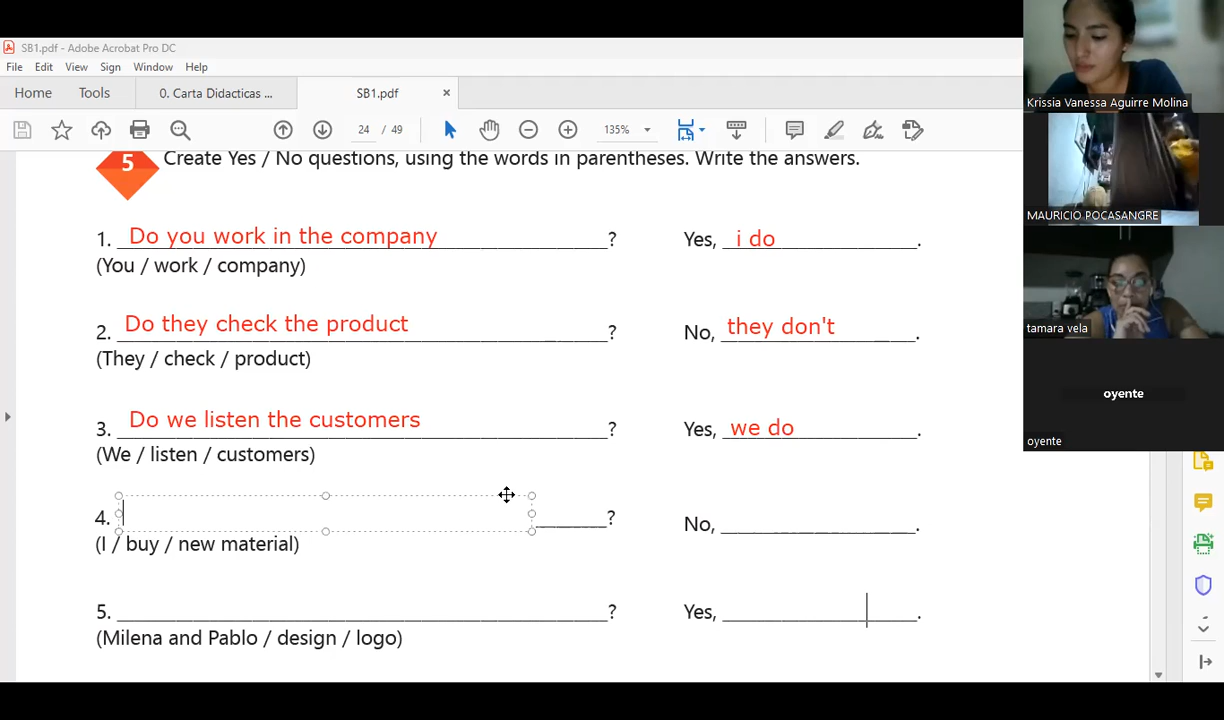 SB1.pdf - Adobe Acrobat Pro DC
File Edit View Sign Window Help
Home Tools 0. Carta Didacticas ... SB1.pdf ×
24 / 49 135%
5 Create Yes / No questions, using the words in parentheses. Write the answers.
1. Do you work in the company? Yes, i do.
(You / work / company)
2. Do they check the product? No, they don't.
(They / check / product)
3. Do we listen the customers? Yes, we do.
(We / listen / customers)
4. ? No, .
(I / buy / new material)
5. ? Yes, .
(Milena and Pablo / design / logo)
Krissia Vanessa Aguirre Molina
MAURICIO POCASANGRE
tamara vela
oyente
oyente